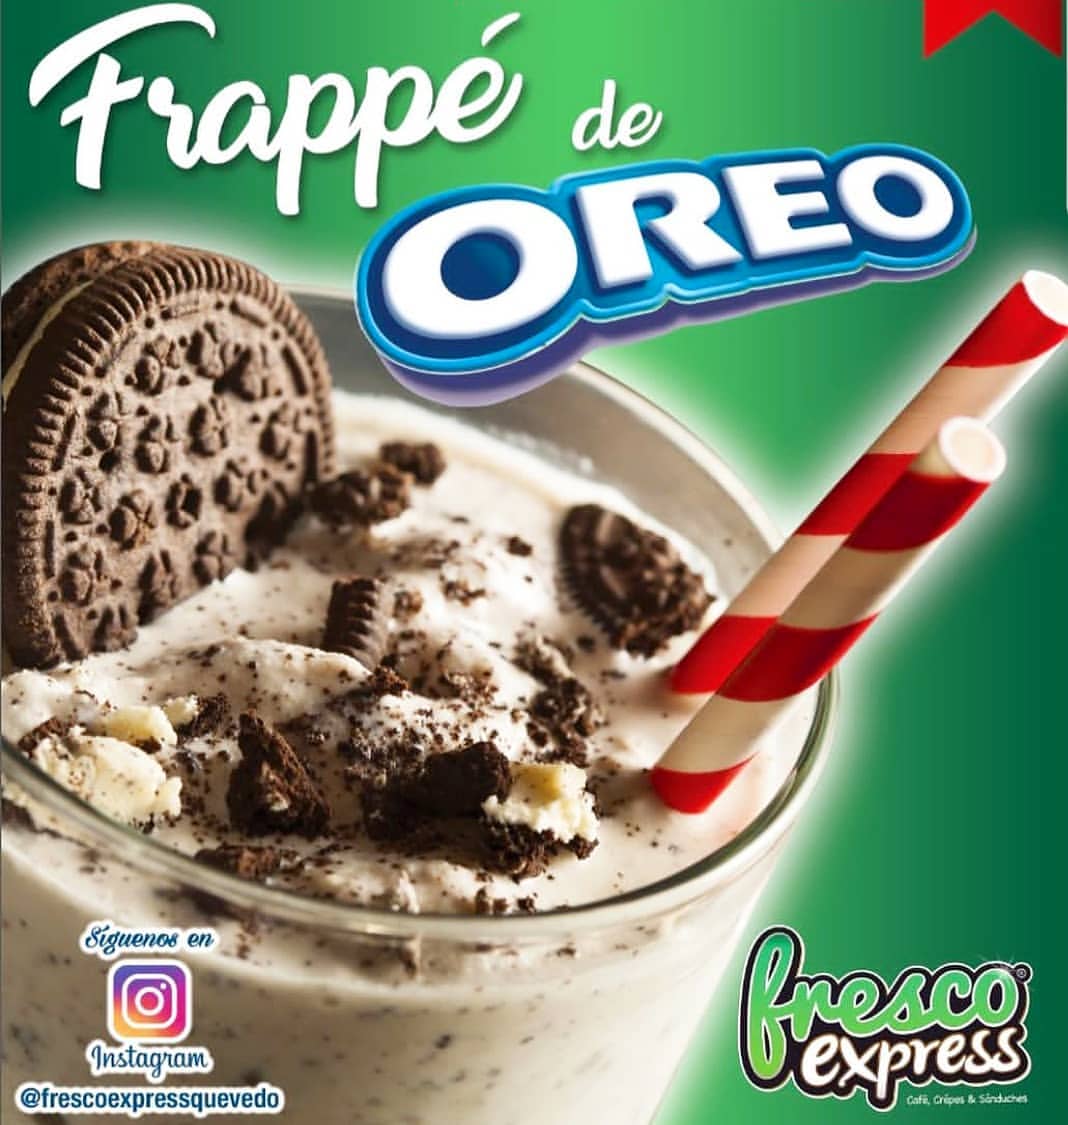 Frappé de
OREO
Síguenos en
Instagram
@frescoexpressquevedo
fresco®
express
Café, Crêpes & Sánduches